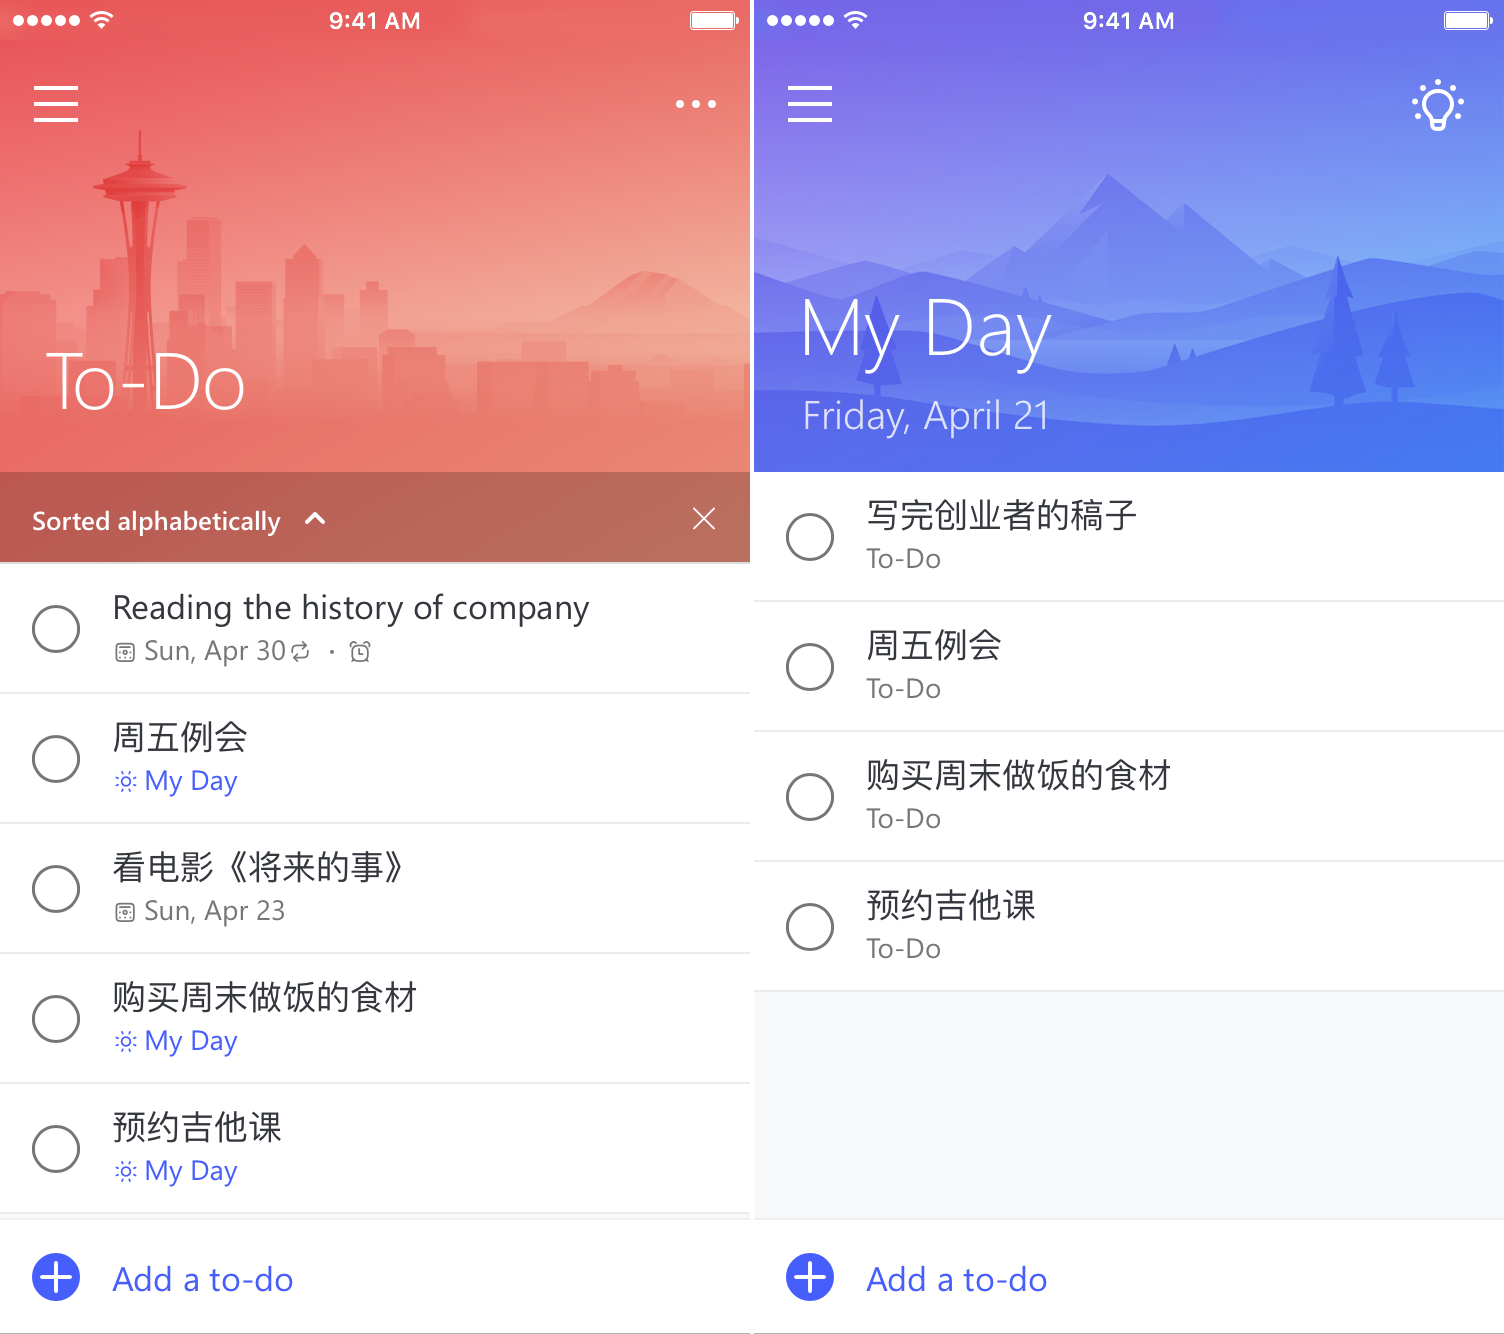 9:41 AM
To-Do
Sorted alphabetically
Reading the history of company
Sun, Apr 30 ·
周五例会
My Day
看电影《将来的事》
Sun, Apr 23
购买周末做饭的食材
My Day
预约吉他课
My Day
Add a to-do
9:41 AM
My Day
Friday, April 21
写完创业者的稿子
To-Do
周五例会
To-Do
购买周末做饭的食材
To-Do
预约吉他课
To-Do
Add a to-do